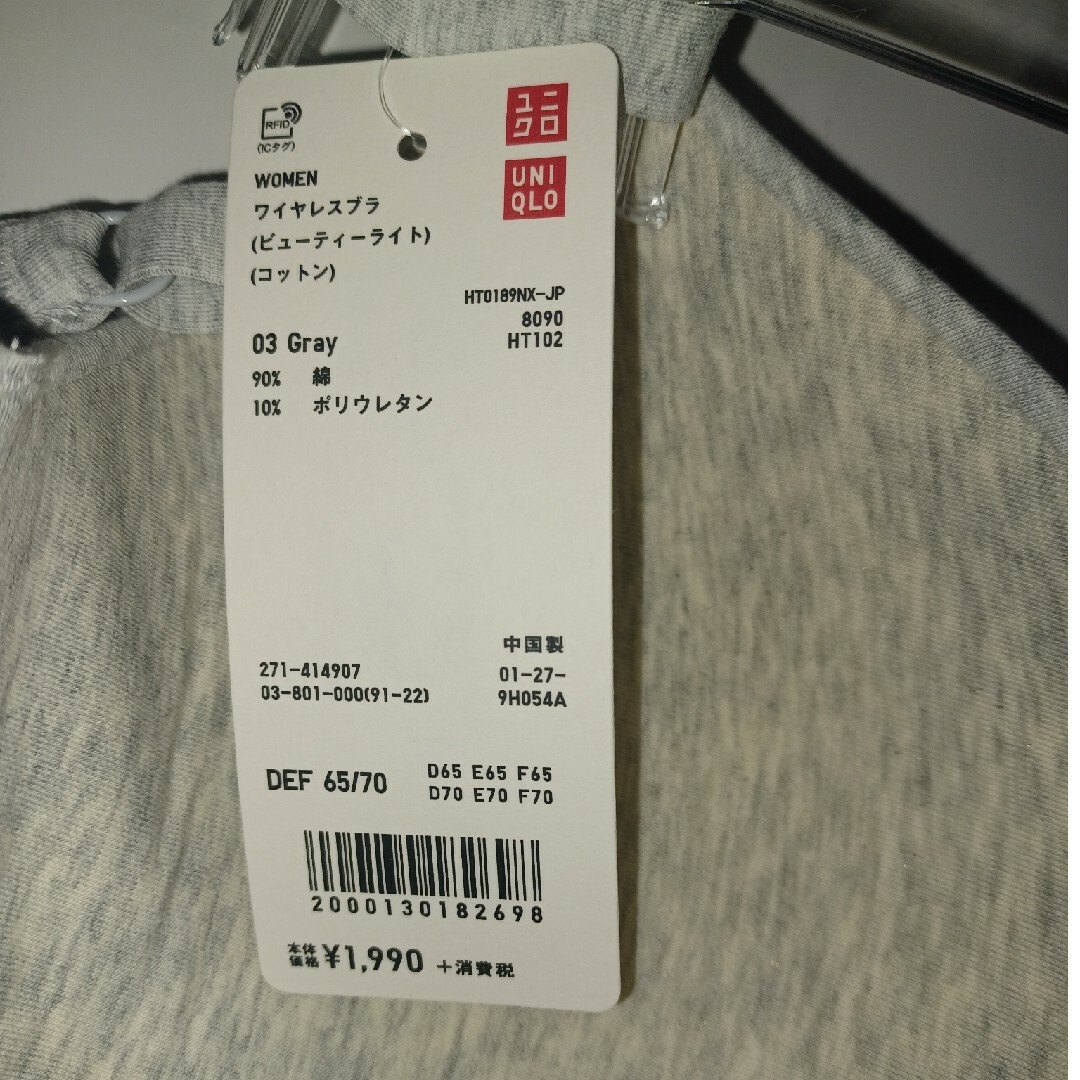 RFID
(ICタグ)
ユニ
クロ
UNI
QLO
WOMEN
ワイヤレスブラ
(ビューティーライト)
(コットン)
HT0189NX-JP
8090
HT102
03 Gray
90% 綿
10% ポリウレタン
中国製
271-414907
01-27-
03-801-000(91-22)
9H054A
DEF 65/70
D65 E65 F65
D70 E70 F70
2000130182698
本体価格 ¥1,990 +消費税